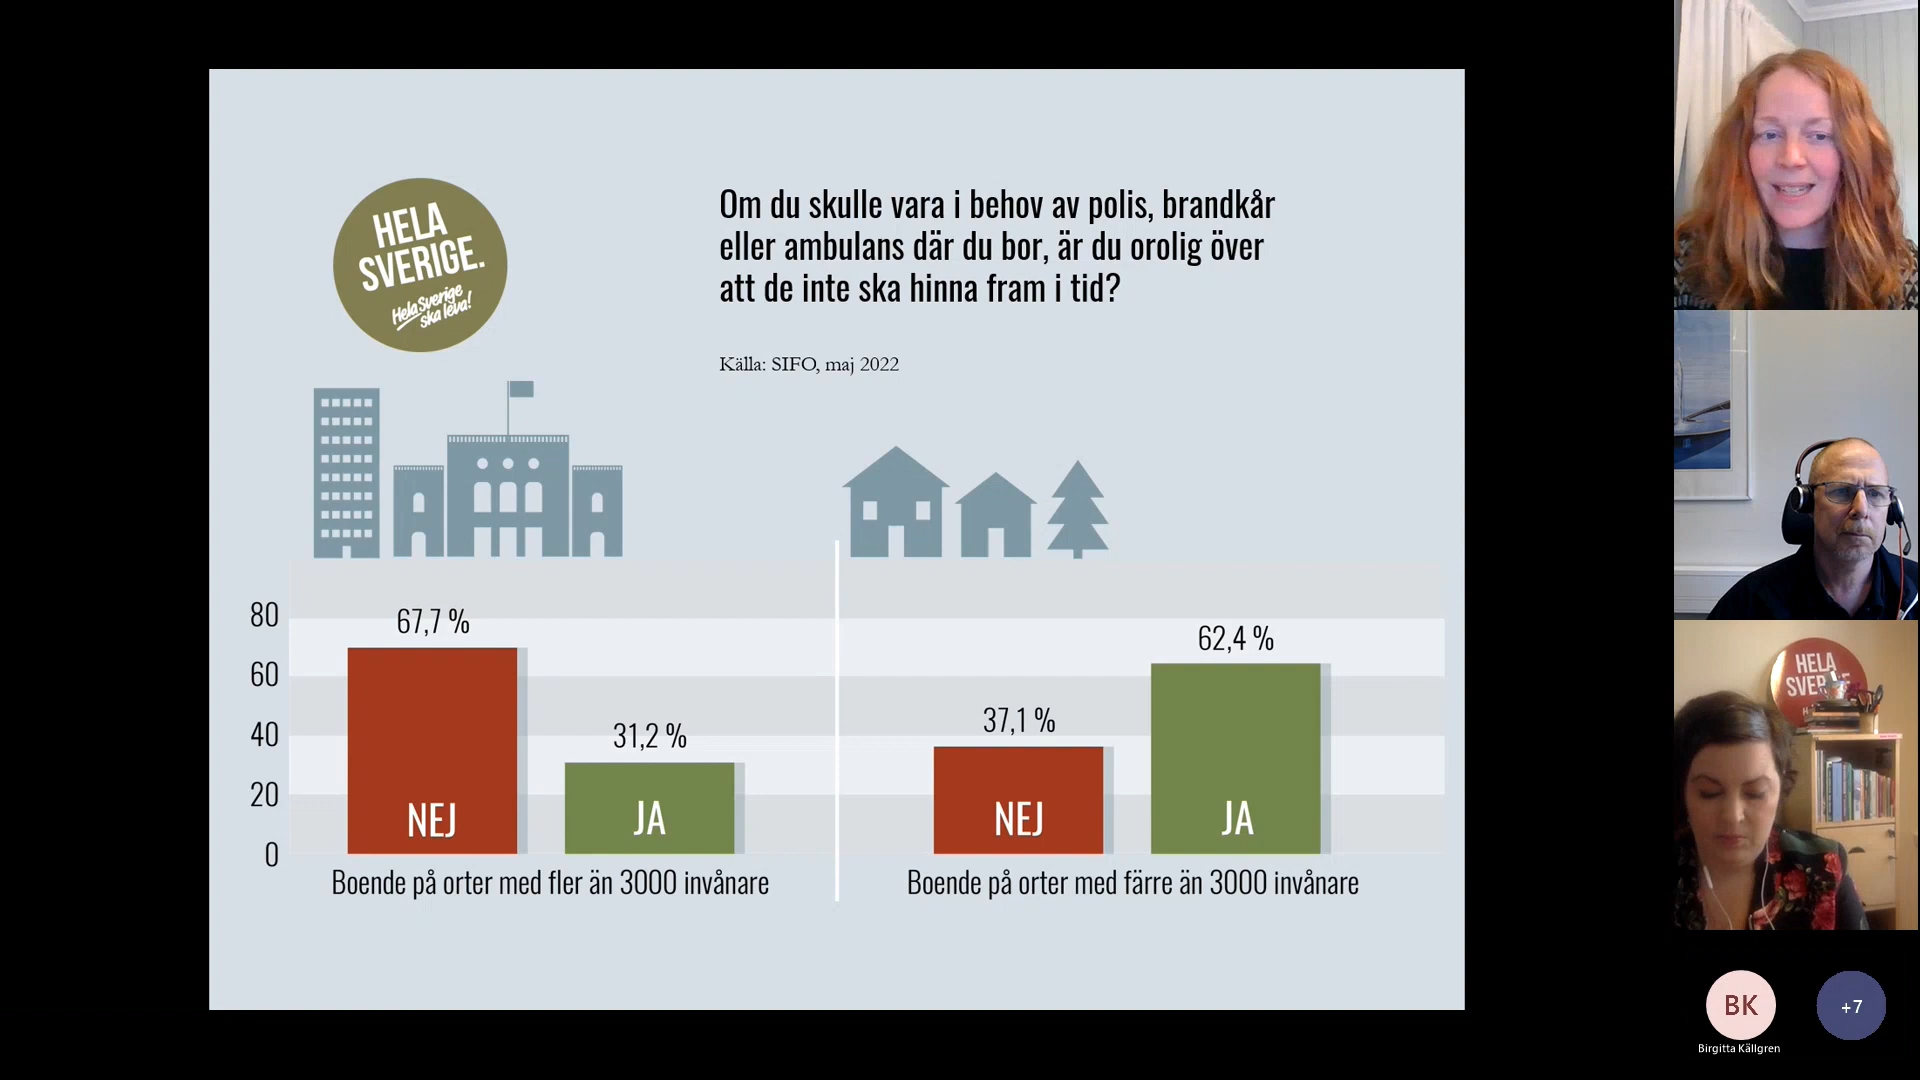 HELA
SVERIGE.
Hela Sverige
ska leva!
Om du skulle vara i behov av polis, brandkår
eller ambulans där du bor, är du orolig över
att de inte ska hinna fram i tid?
Källa: SIFO, maj 2022
80
60
40
20
0
67,7 %
NEJ
31,2 %
JA
37,1 %
NEJ
62,4 %
JA
Boende på orter med fler än 3000 invånare
Boende på orter med färre än 3000 invånare
HELA
BK
Birgitta Källgren
+7